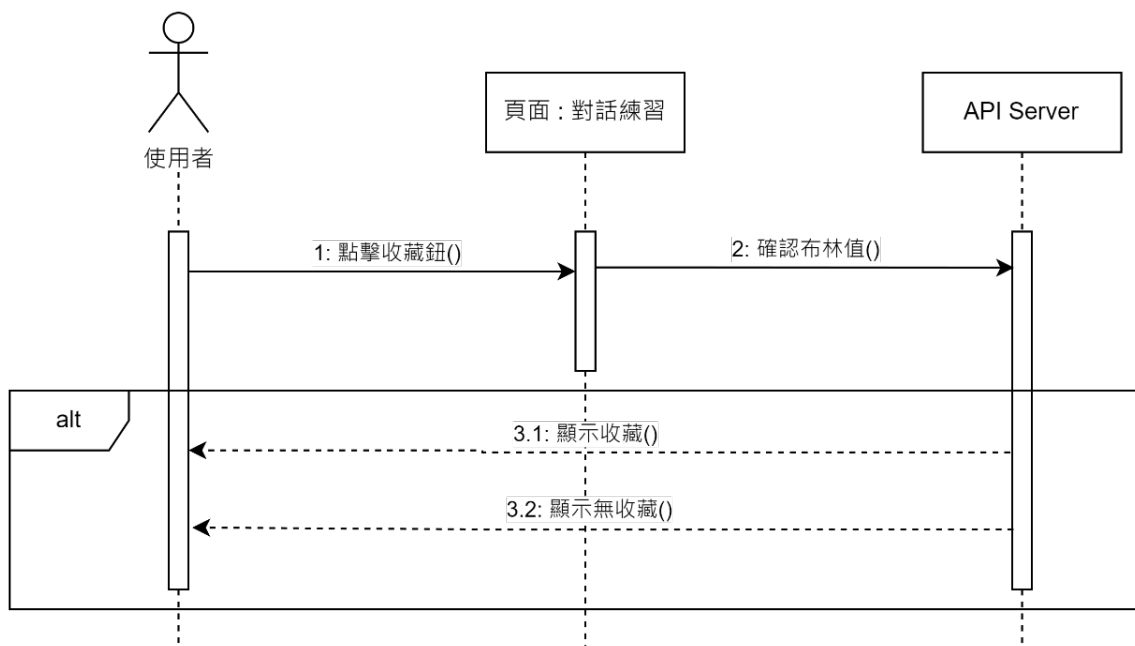 使用者
頁面 : 對話練習
API Server
1: 點擊收藏鈕()
2: 確認布林值()
alt
3.1: 顯示收藏()
3.2: 顯示無收藏()